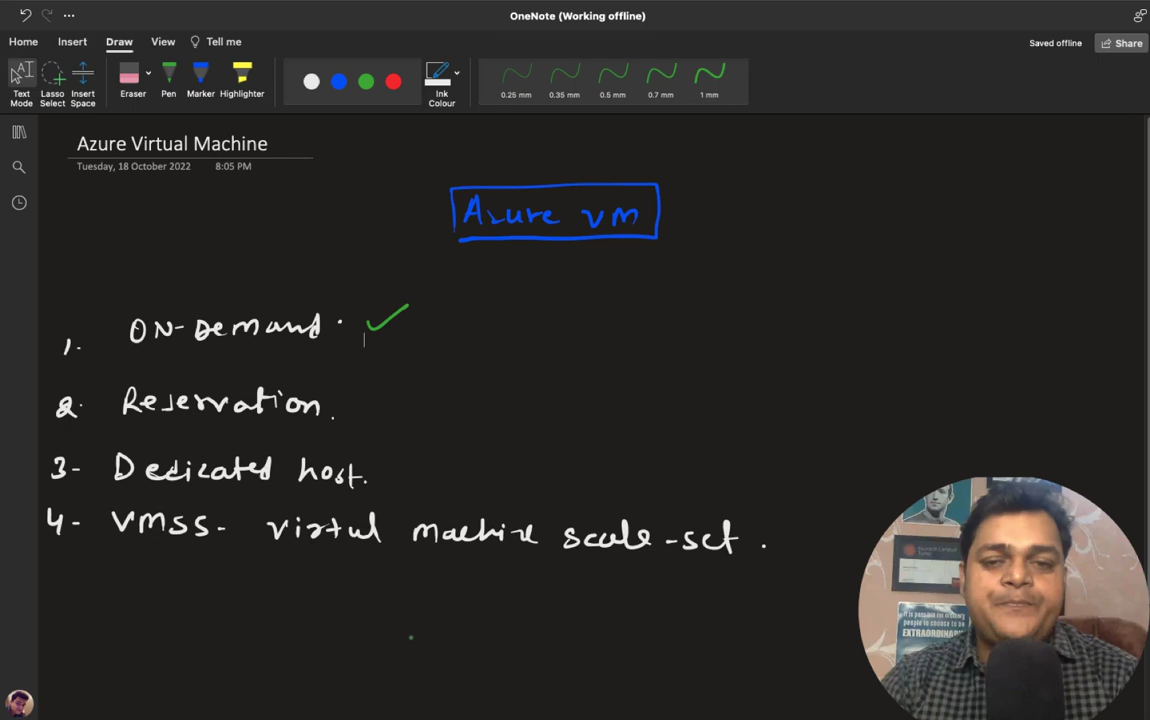 OneNote (Working offline)
Home Insert Draw View Tell me
Saved offline
Share
Text Mode
Lasso Select
Insert Space
Eraser
Pen
Marker
Highlighter
Ink Colour
0.25 mm 0.35 mm 0.5 mm 0.7 mm 1 mm
Azure Virtual Machine
Tuesday, 18 October 2022 8:05 PM
Azure VM
1. ON-Demand.
2. Reservation.
3- Dedicated host.
4- VMSS- virtul machine scale-set.
EXTRAORDINARY